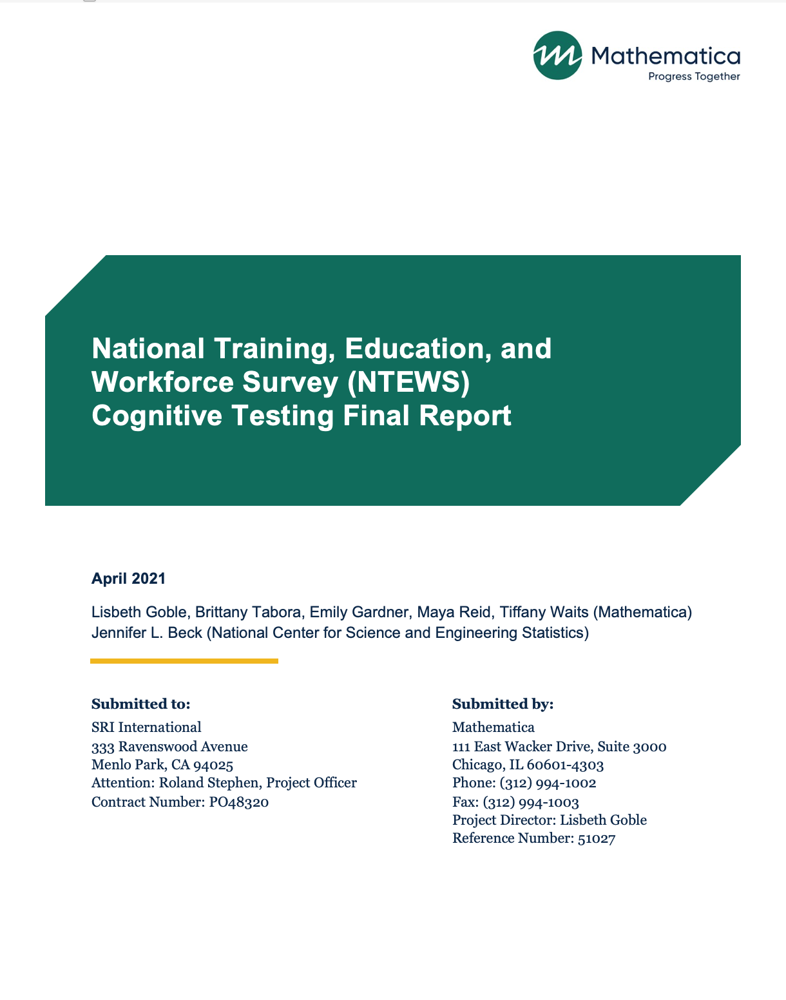 Mathematica
Progress Together
National Training, Education, and
Workforce Survey (NTEWS)
Cognitive Testing Final Report
April 2021
Lisbeth Goble, Brittany Tabora, Emily Gardner, Maya Reid, Tiffany Waits (Mathematica)
Jennifer L. Beck (National Center for Science and Engineering Statistics)
Submitted to:
SRI International
333 Ravenswood Avenue
Menlo Park, CA 94025
Attention: Roland Stephen, Project Officer
Contract Number: PO48320
Submitted by:
Mathematica
111 East Wacker Drive, Suite 3000
Chicago, IL 60601-4303
Phone: (312) 994-1002
Fax: (312) 994-1003
Project Director: Lisbeth Goble
Reference Number: 51027